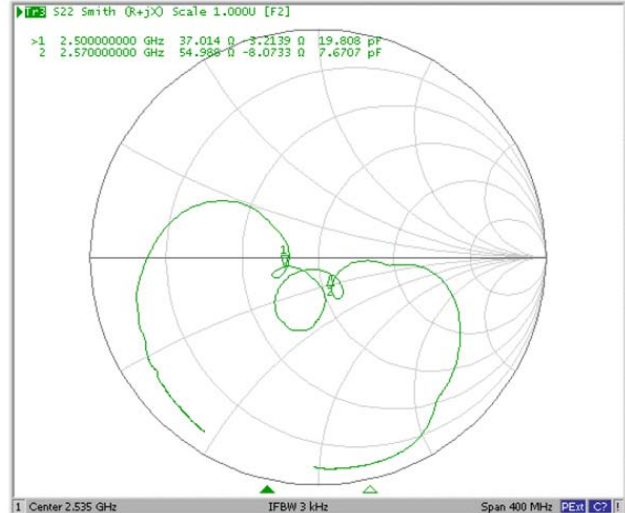 Tr3 S22 Smith (R+jX) Scale 1.000U [F2]
>1 2.500000000 GHz 37.014 Ω -3.2139 Ω 19.808 pF
2 2.570000000 GHz 54.988 Ω -8.0733 Ω 7.6707 pF
1
2
1 Center 2.535 GHz IFBW 3 kHz Span 400 MHz PExt C? !